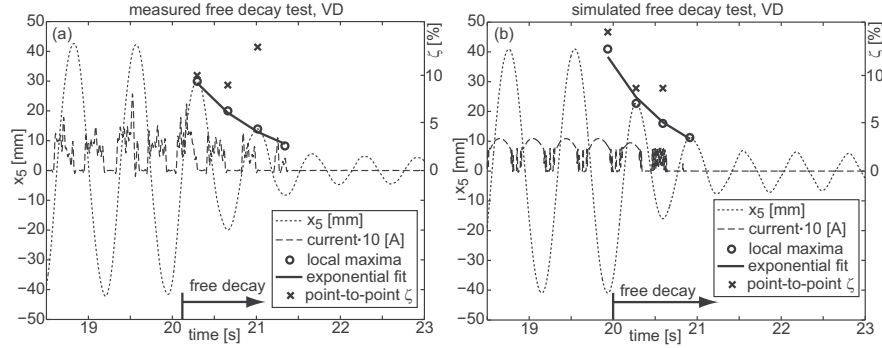 measured free decay test, VD
(a)
50
40
30
20
10
0
−10
−20
−30
−40
50
x5 [mm]
ζ [%]
10
5
0
x5 [mm]
current·10 [A]
local maxima
exponential fit
point-to-point ζ
free decay
19
20
21
22
23
time [s]
simulated free decay test, VD
(b)
50
40
30
20
10
0
−10
−20
−30
−40
50
x5 [mm]
ζ [%]
10
5
0
x5 [mm]
current·10 [A]
local maxima
exponential fit
point-to-point ζ
free decay
19
20
21
22
23
time [s]